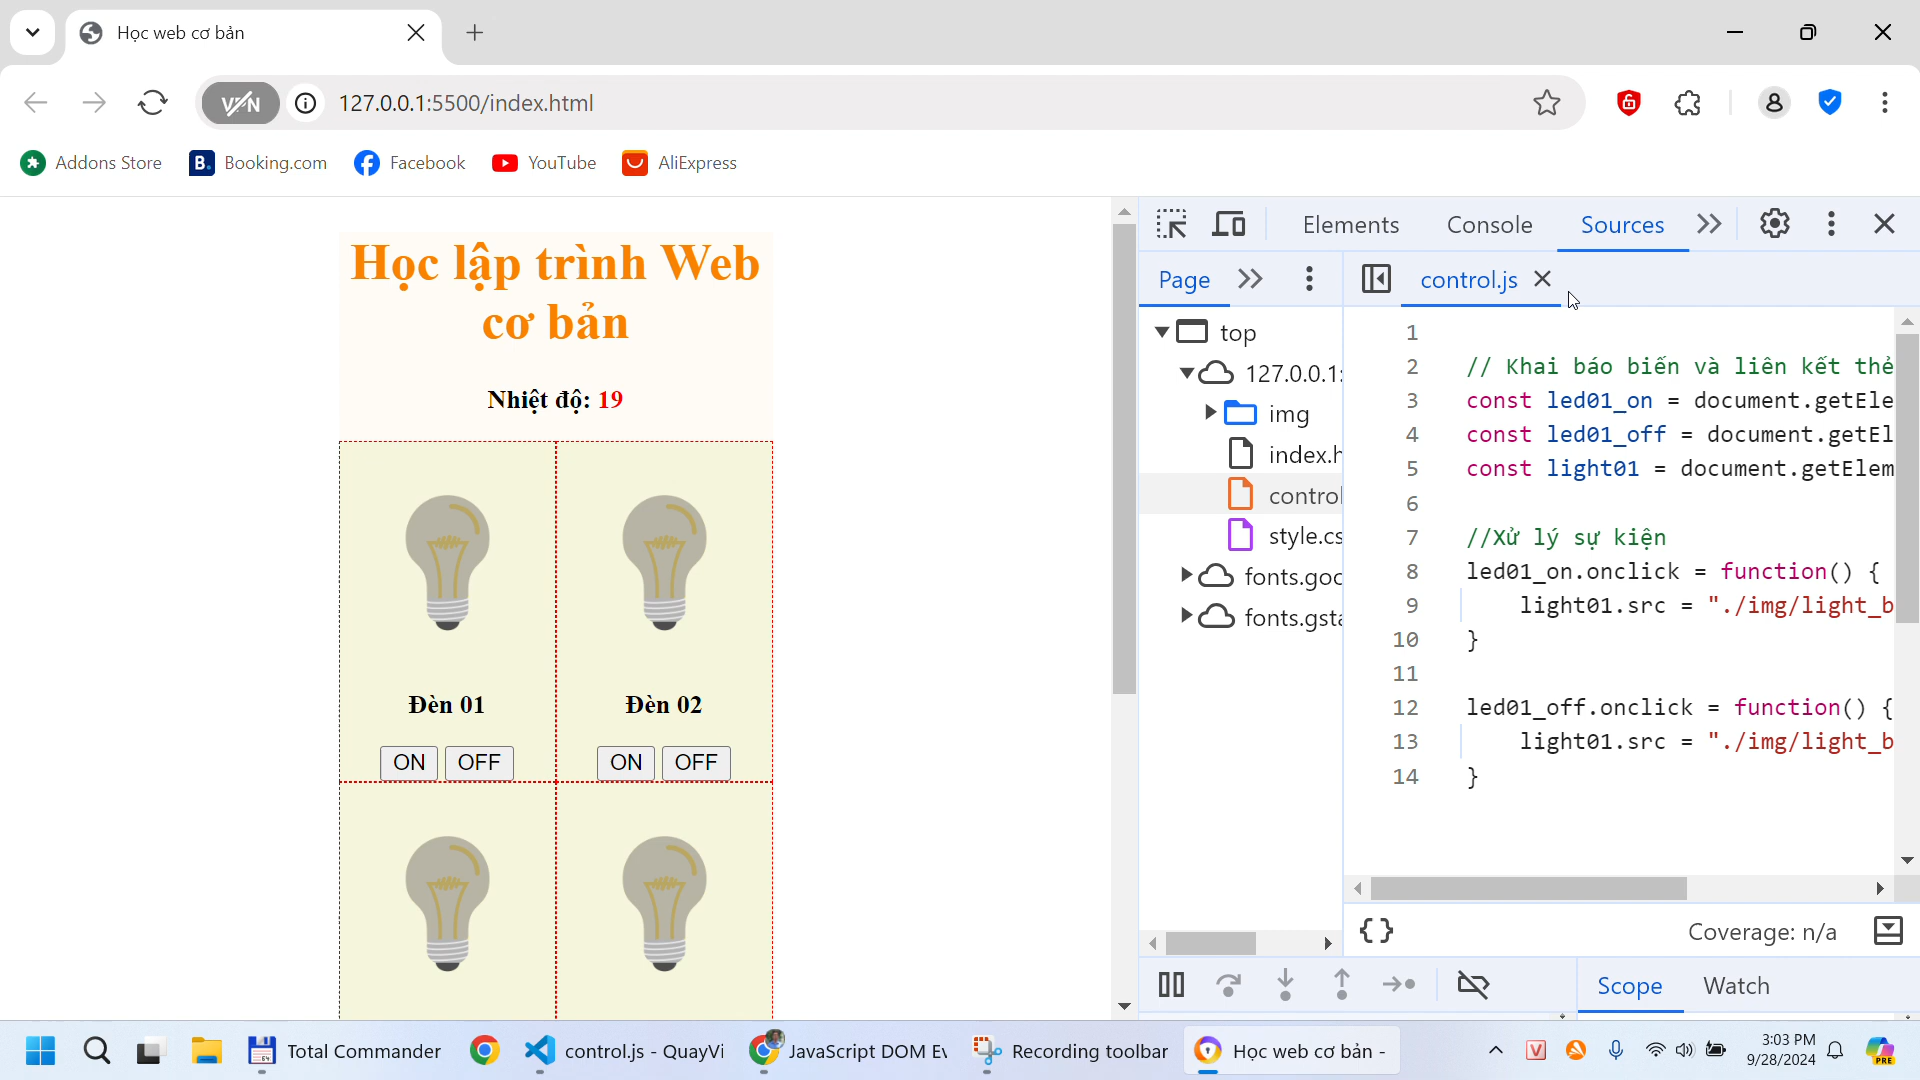 Học web cơ bản
VPN
127.0.0.1:5500/index.html
Addons Store
B.
Booking.com
Facebook
YouTube
AliExpress
Học lập trình Web
cơ bản
Nhiệt độ: 19
Đèn 01
Đèn 02
ON OFF
ON OFF
Elements Console Sources
Page
control.js
top
127.0.0.1:
img
index.h
control
style.cs
fonts.goo
fonts.gsta
1
2 // Khai báo biến và liên kết thẻ
3 const led01_on = document.getEle
4 const led01_off = document.getEl
5 const light01 = document.getElem
6
7 //Xử lý sự kiện
8 led01_on.onclick = function() {
9 light01.src = "./img/light_b
10 }
11
12 led01_off.onclick = function() {
13 light01.src = "./img/light_b
14 }
{} Coverage: n/a
Scope Watch
64
Total Commander
control.js - QuayVi
JavaScript DOM Ev
Recording toolbar
Học web cơ bản -
V
3:03 PM
9/28/2024
PRE